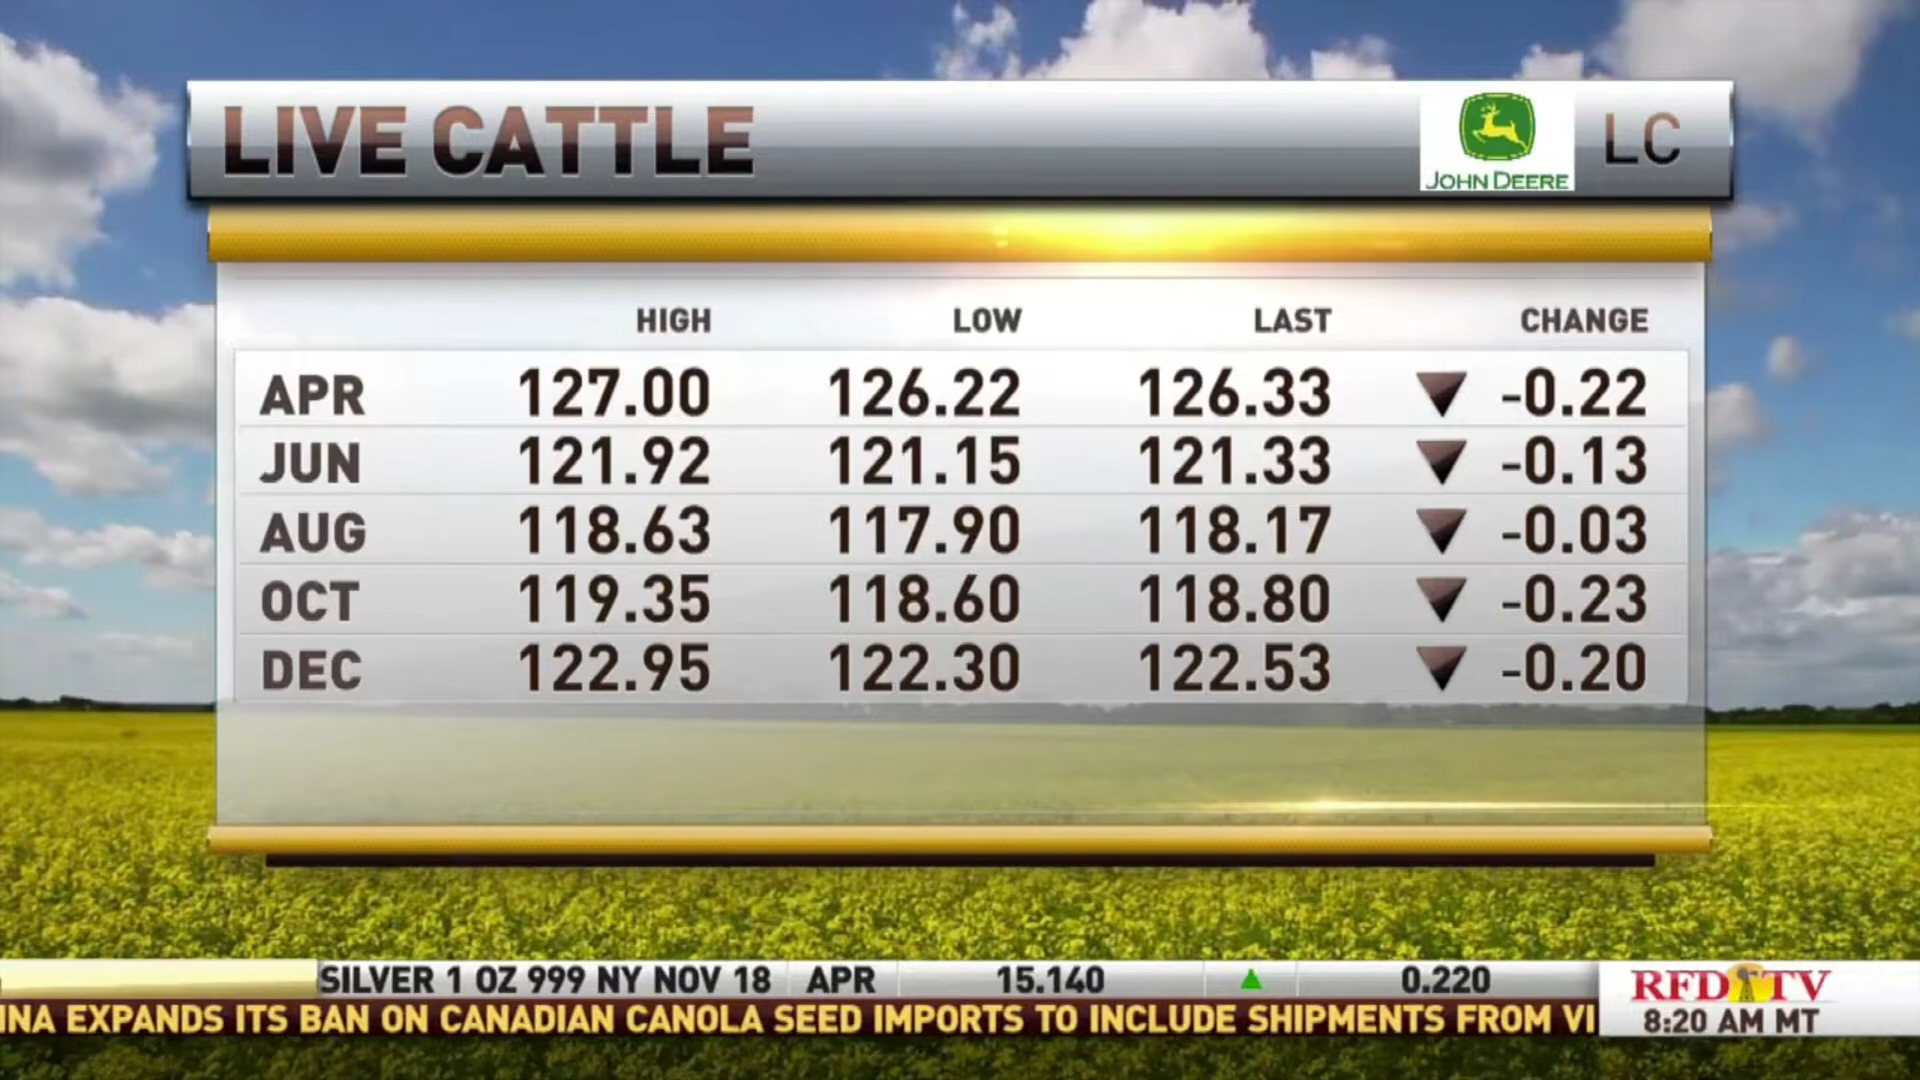 LIVE CATTLE JOHN DEERE LC
HIGH LOW LAST CHANGE
APR 127.00 126.22 126.33 -0.22
JUN 121.92 121.15 121.33 -0.13
AUG 118.63 117.90 118.17 -0.03
OCT 119.35 118.60 118.80 -0.23
DEC 122.95 122.30 122.53 -0.20
SILVER 1 OZ 999 NY NOV 18 APR 15.140 0.220
RFD TV
INA EXPANDS ITS BAN ON CANADIAN CANOLA SEED IMPORTS TO INCLUDE SHIPMENTS FROM VI
8:20 AM MT